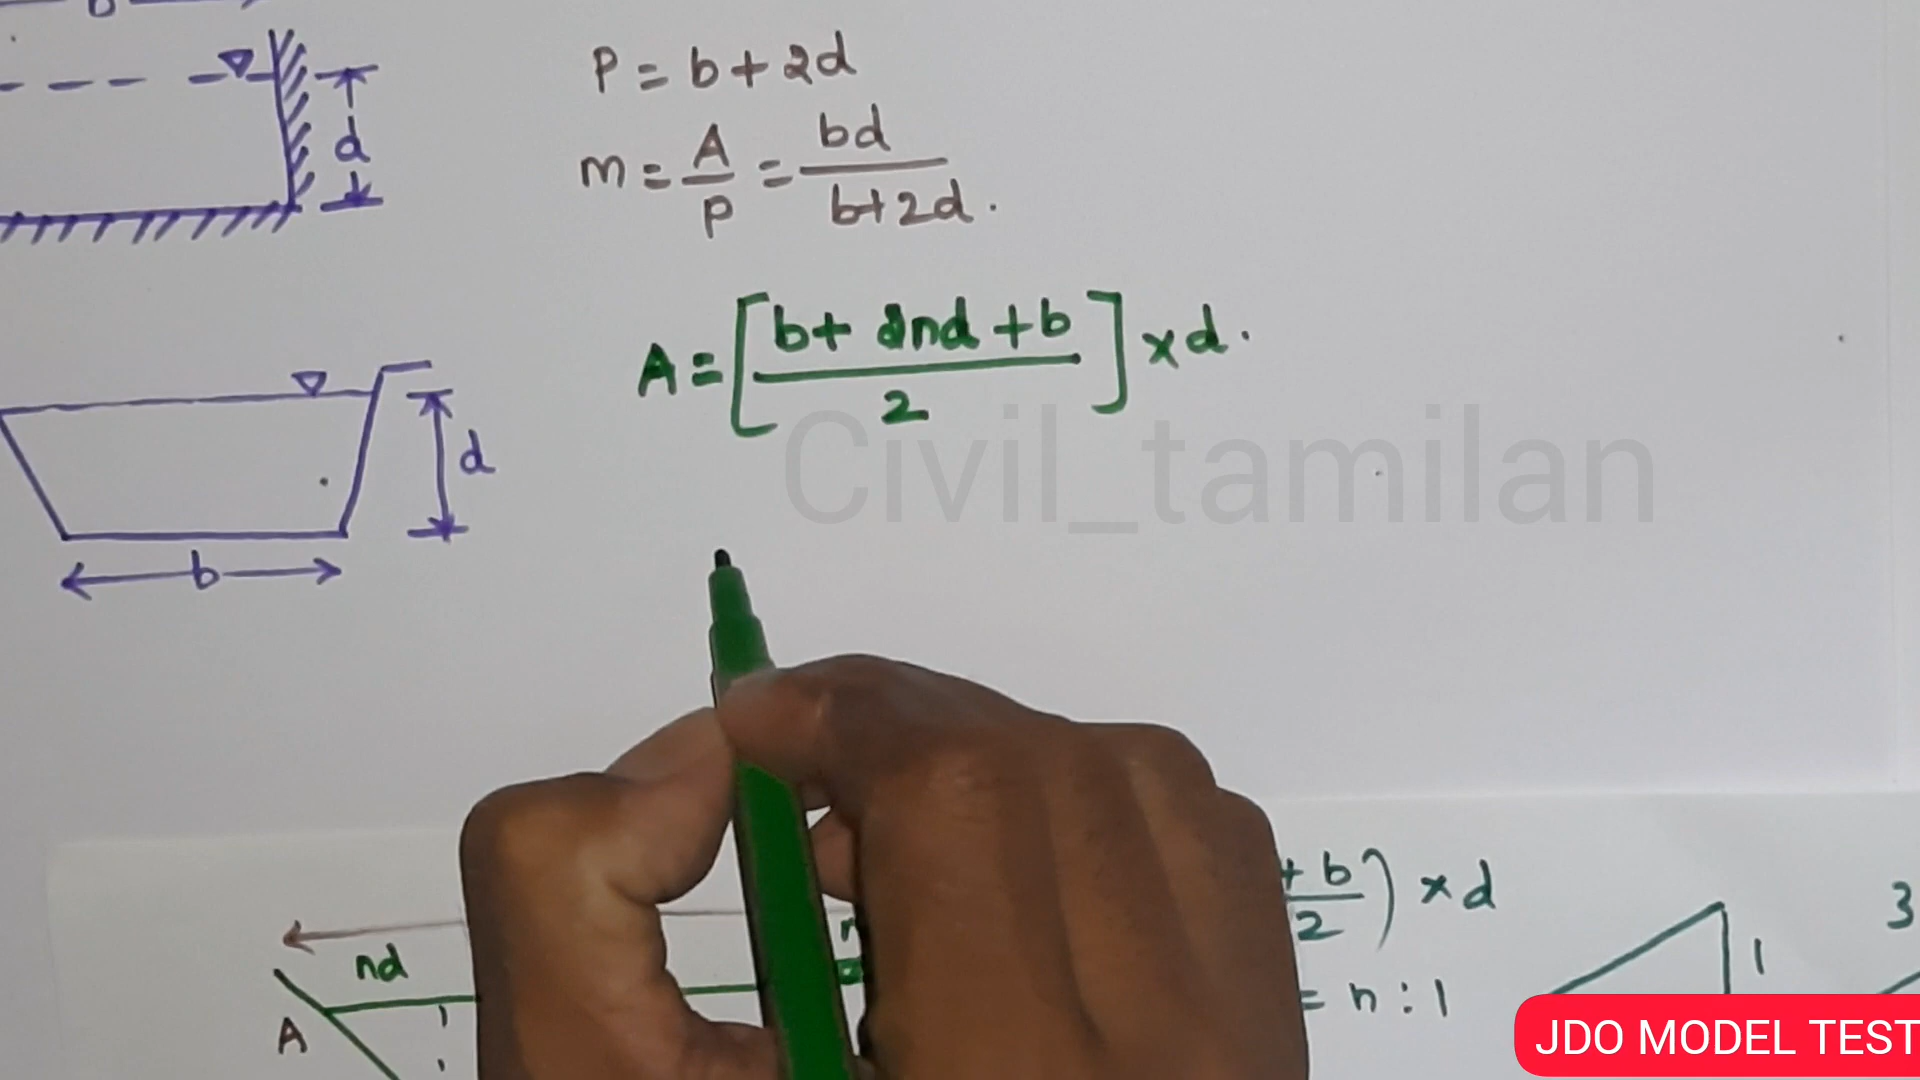 b
d
P = b + 2d
m = A/P = bd/b+2d.
A = [b + 2nd + b / 2] x d.
d
b
Civil_tamilan
+ b / 2) x d
nd
= n : 1
1
3
A
JDO MODEL TEST